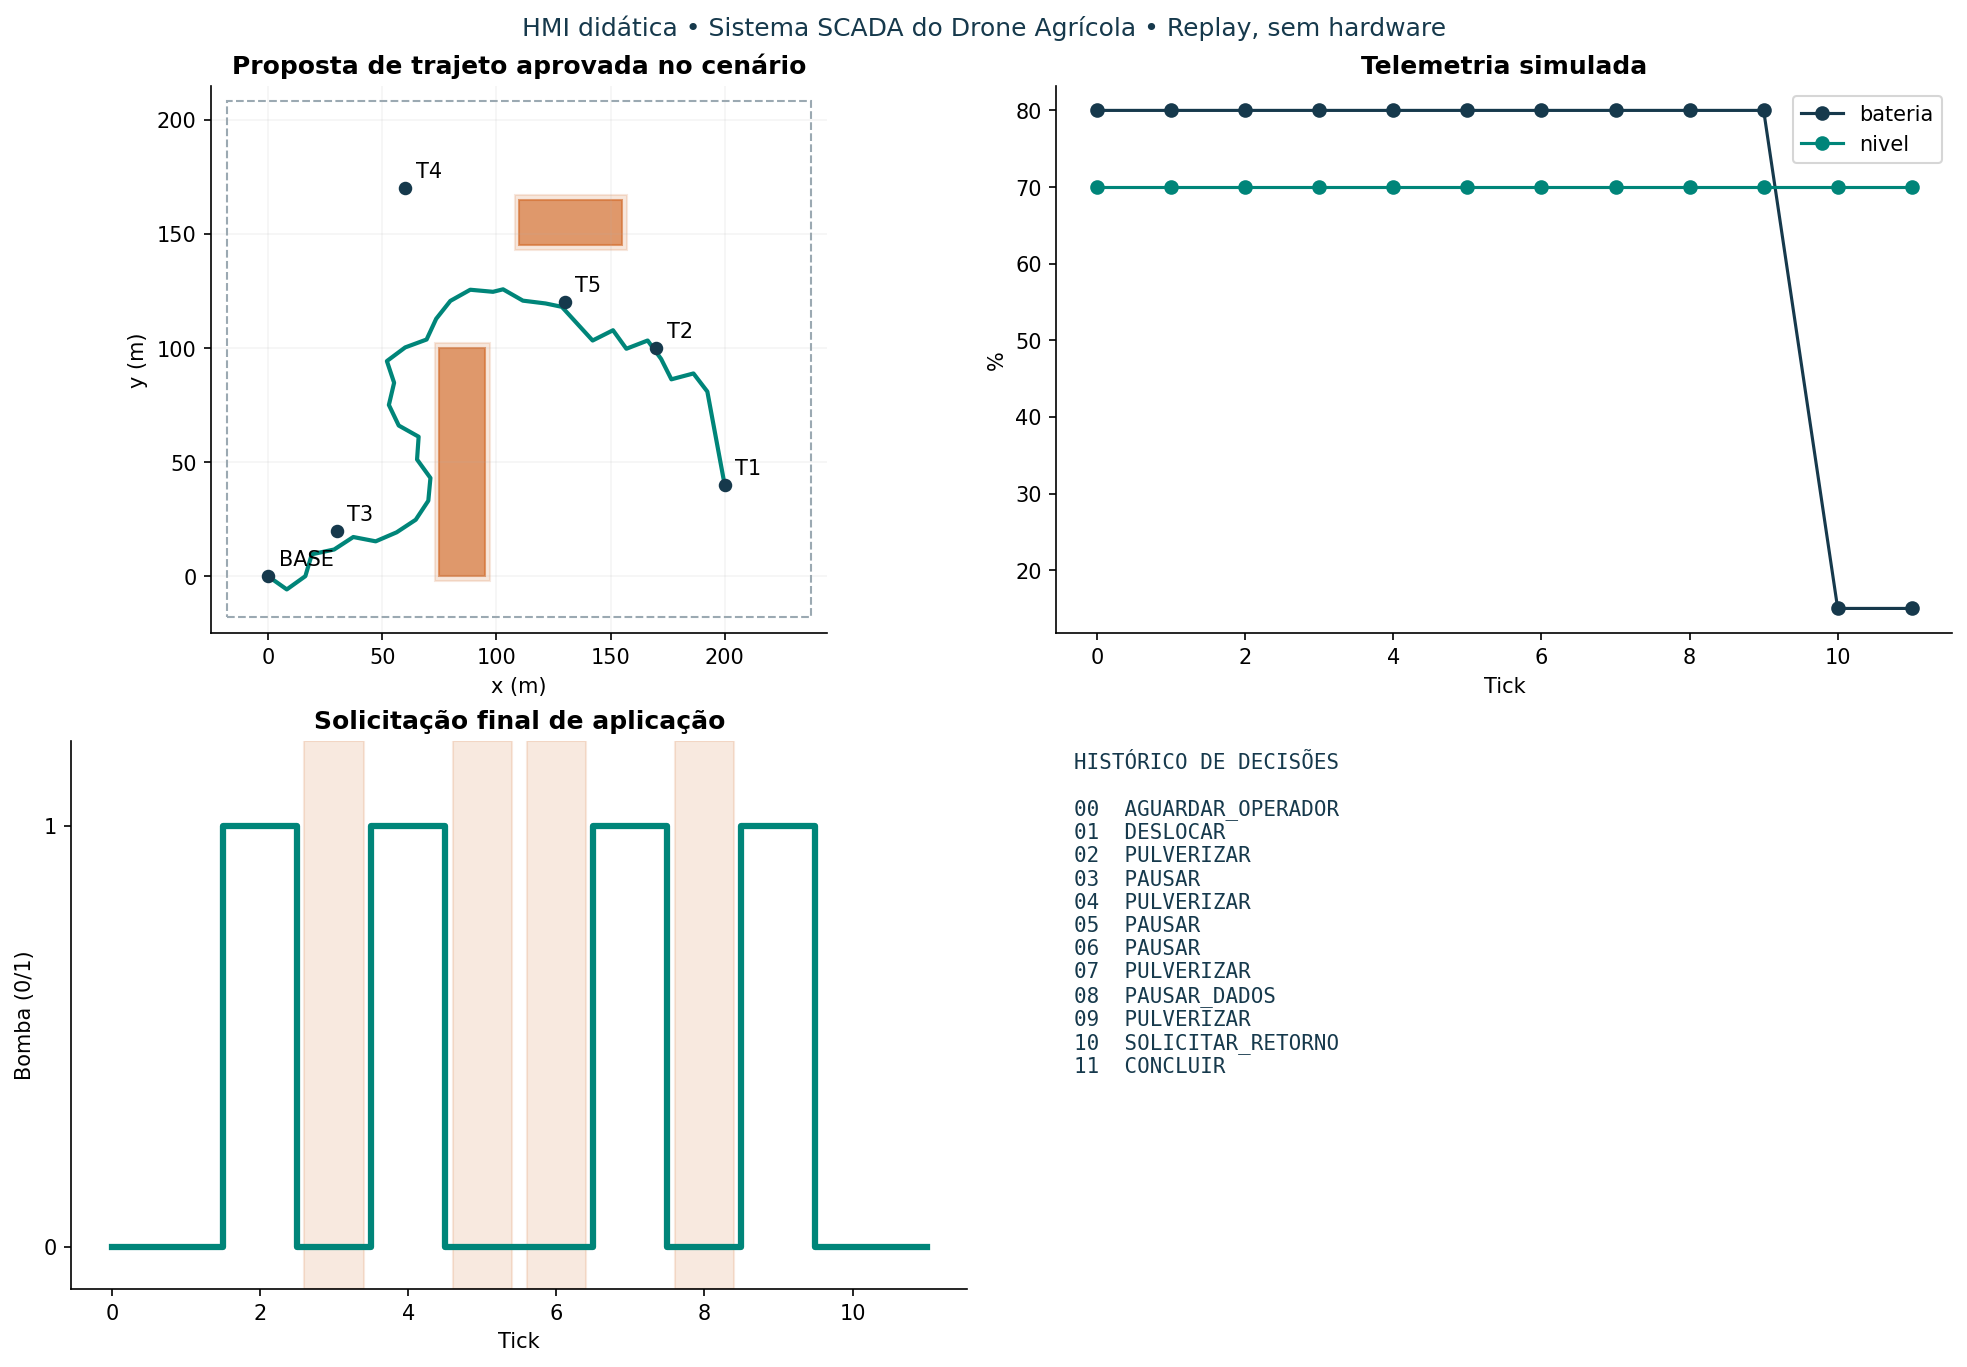 HMI didática • Sistema SCADA do Drone Agrícola • Replay, sem hardware
Proposta de trajeto aprovada no cenário
200
150
100
50
0
y (m)
T4
T5
T2
T1
T3
BASE
0 50 100 150 200
x (m)
Telemetria simulada
80
70
60
50
40
30
20
%
bateria
nivel
0 2 4 6 8 10
Tick
Solicitação final de aplicação
1
0
Bomba (0/1)
0 2 4 6 8 10
Tick
HISTÓRICO DE DECISÕES
00 AGUARDAR_OPERADOR
01 DESLOCAR
02 PULVERIZAR
03 PAUSAR
04 PULVERIZAR
05 PAUSAR
06 PAUSAR
07 PULVERIZAR
08 PAUSAR_DADOS
09 PULVERIZAR
10 SOLICITAR_RETORNO
11 CONCLUIR